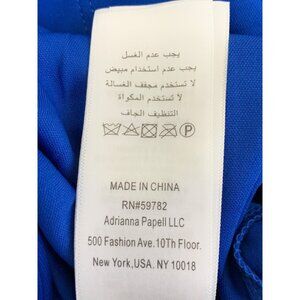 يجب عدم الغسل
يجب عدم استخدام مبيض
لا تستخدم مجفف الغسالة
لا تستخدم المكواة
التنظيف الجاف
MADE IN CHINA
RN#59782
Adrianna Papell LLC
500 Fashion Ave. 10Th Floor.
New York,USA. NY 10018